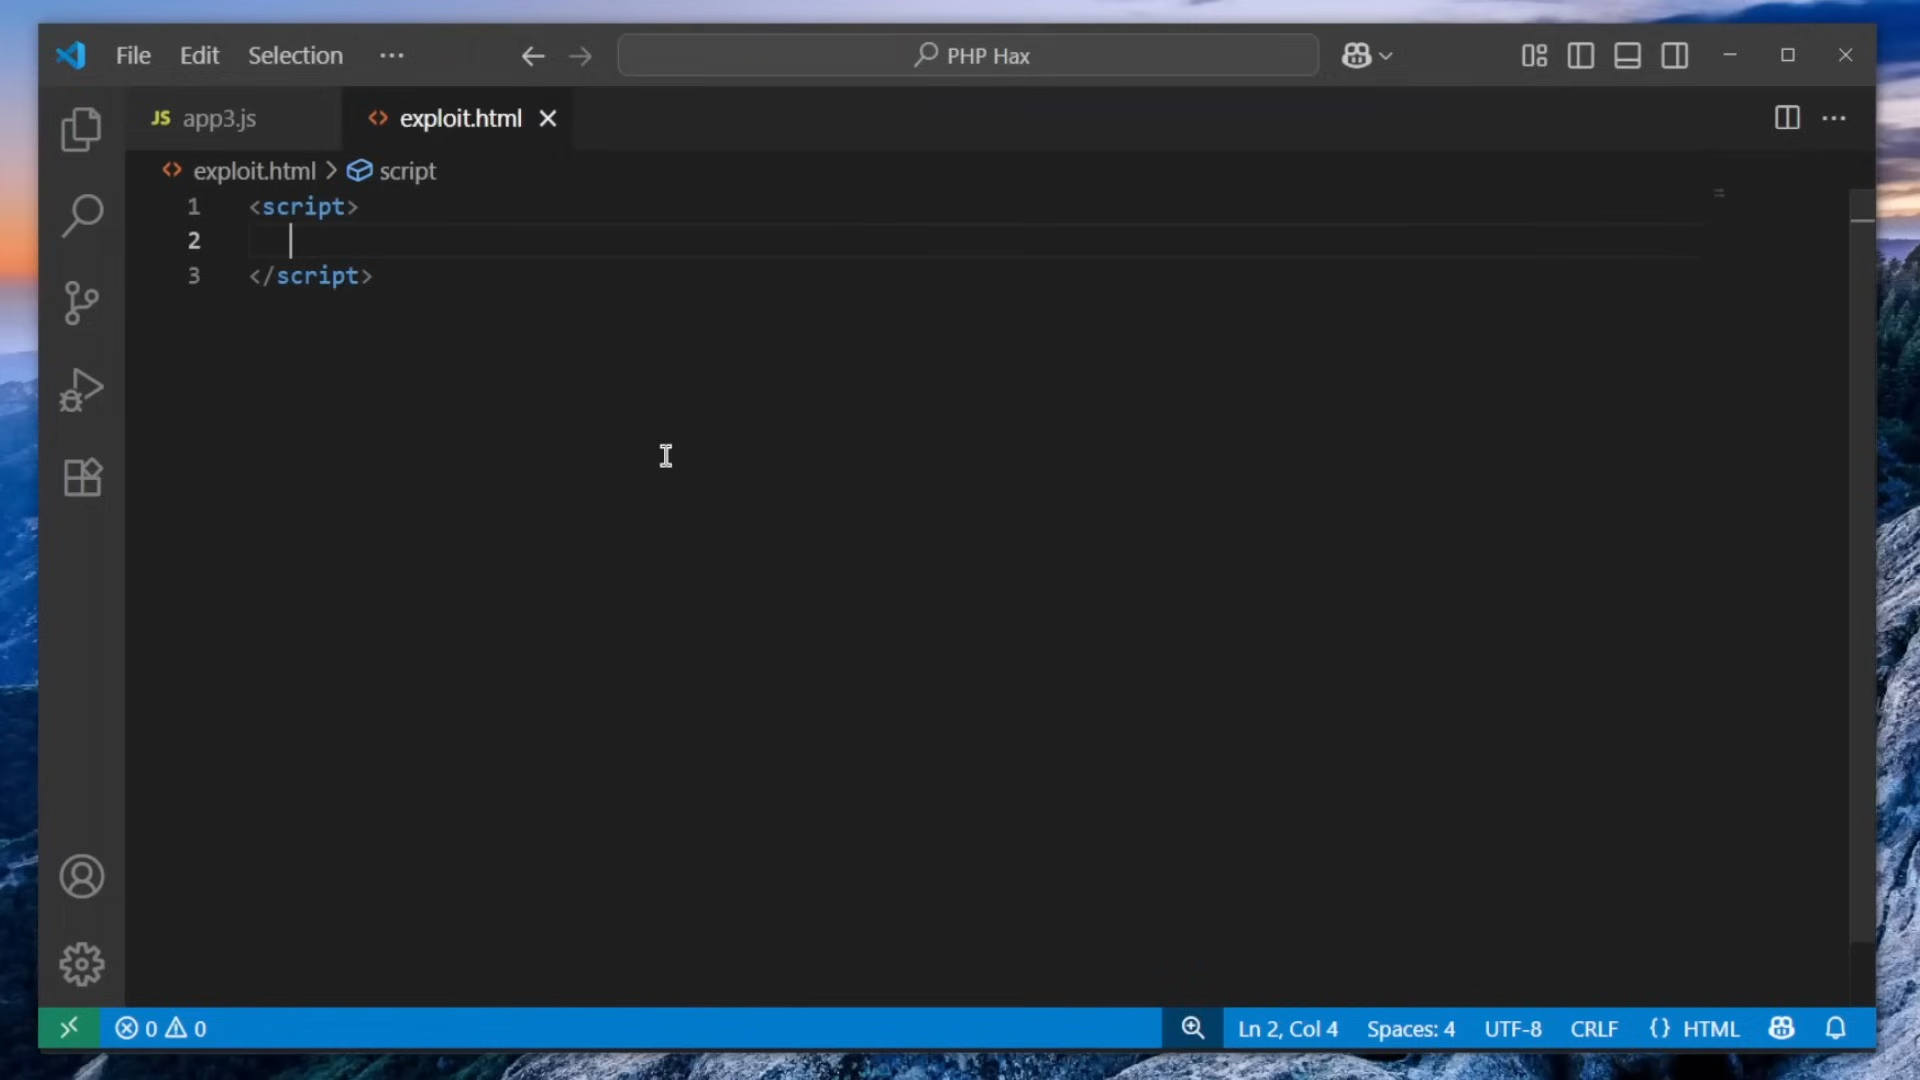 File Edit Selection ···
PHP Hax
JS app3.js
<> exploit.html
<> exploit.html > script
1 <script>
2
3 </script>
0 0
Ln 2, Col 4 Spaces: 4 UTF-8 CRLF {} HTML